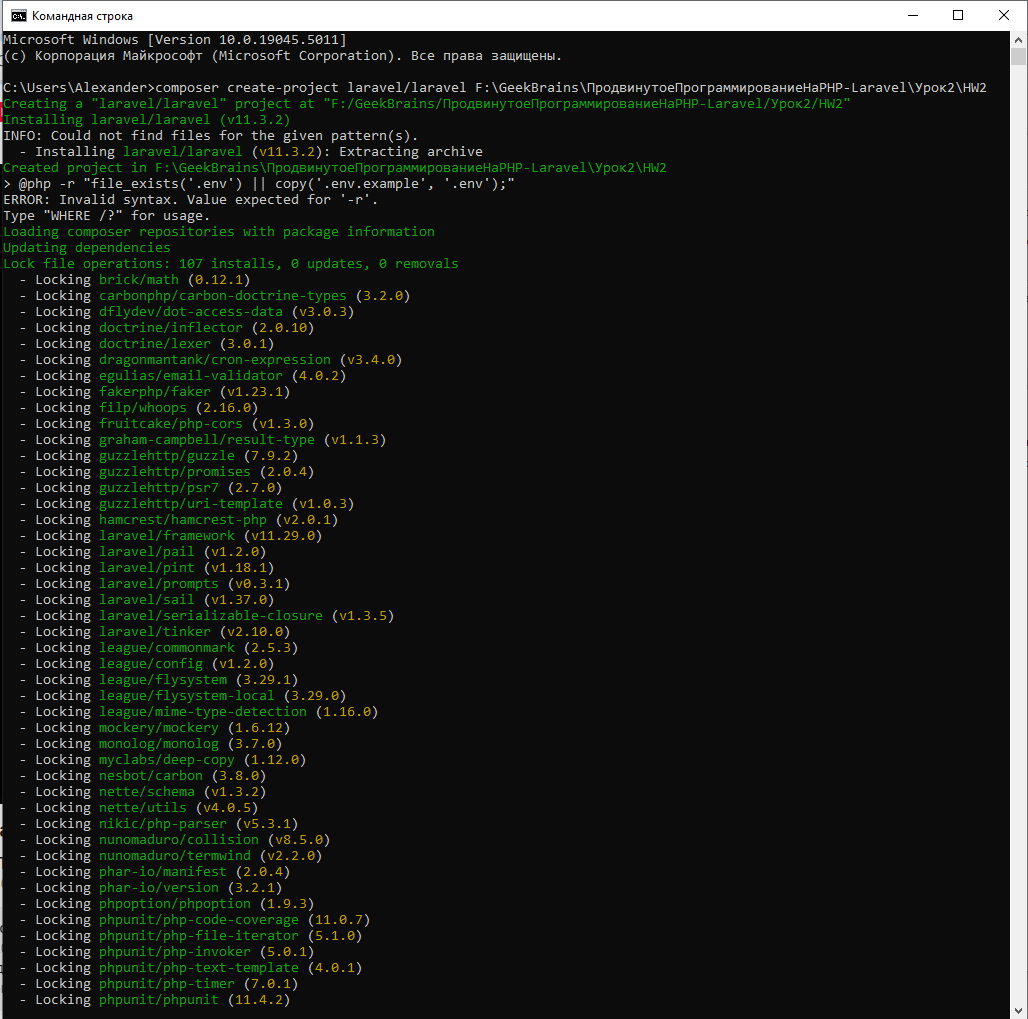 Командная строка
Microsoft Windows [Version 10.0.19045.5011]
(c) Корпорация Майкрософт (Microsoft Corporation). Все права защищены.
C:\Users\Alexander>composer create-project laravel/laravel F:\GeekBrains\ПродвинутоеПрограммированиеНаPHP-Laravel\Урок2\HW2
Creating a "laravel/laravel" project at "F:/GeekBrains/ПродвинутоеПрограммированиеНаPHP-Laravel/Урок2/HW2"
Installing laravel/laravel (v11.3.2)
INFO: Could not find files for the given pattern(s).
- Installing laravel/laravel (v11.3.2): Extracting archive
Created project in F:\GeekBrains\ПродвинутоеПрограммированиеНаPHP-Laravel\Урок2\HW2
> @php -r "file_exists('.env') || copy('.env.example', '.env');"
ERROR: Invalid syntax. Value expected for '-r'.
Type "WHERE /?" for usage.
Loading composer repositories with package information
Updating dependencies
Lock file operations: 107 installs, 0 updates, 0 removals
- Locking brick/math (0.12.1)
- Locking carbonphp/carbon-doctrine-types (3.2.0)
- Locking dflydev/dot-access-data (v3.0.3)
- Locking doctrine/inflector (2.0.10)
- Locking doctrine/lexer (3.0.1)
- Locking dragonmantank/cron-expression (v3.4.0)
- Locking egulias/email-validator (4.0.2)
- Locking fakerphp/faker (v1.23.1)
- Locking filp/whoops (2.16.0)
- Locking fruitcake/php-cors (v1.3.0)
- Locking graham-campbell/result-type (v1.1.3)
- Locking guzzlehttp/guzzle (7.9.2)
- Locking guzzlehttp/promises (2.0.4)
- Locking guzzlehttp/psr7 (2.7.0)
- Locking guzzlehttp/uri-template (v1.0.3)
- Locking hamcrest/hamcrest-php (v2.0.1)
- Locking laravel/framework (v11.29.0)
- Locking laravel/pail (v1.2.0)
- Locking laravel/pint (v1.18.1)
- Locking laravel/prompts (v0.3.1)
- Locking laravel/sail (v1.37.0)
- Locking laravel/serializable-closure (v1.3.5)
- Locking laravel/tinker (v2.10.0)
- Locking league/commonmark (2.5.3)
- Locking league/config (v1.2.0)
- Locking league/flysystem (3.29.1)
- Locking league/flysystem-local (3.29.0)
- Locking league/mime-type-detection (1.16.0)
- Locking mockery/mockery (1.6.12)
- Locking monolog/monolog (3.7.0)
- Locking myclabs/deep-copy (1.12.0)
- Locking nesbot/carbon (3.8.0)
- Locking nette/schema (v1.3.2)
- Locking nette/utils (v4.0.5)
- Locking nikic/php-parser (v5.3.1)
- Locking nunomaduro/collision (v8.5.0)
- Locking nunomaduro/termwind (v2.2.0)
- Locking phar-io/manifest (2.0.4)
- Locking phar-io/version (3.2.1)
- Locking phpoption/phpoption (1.9.3)
- Locking phpunit/php-code-coverage (11.0.7)
- Locking phpunit/php-file-iterator (5.1.0)
- Locking phpunit/php-invoker (5.0.1)
- Locking phpunit/php-text-template (4.0.1)
- Locking phpunit/php-timer (7.0.1)
- Locking phpunit/phpunit (11.4.2)